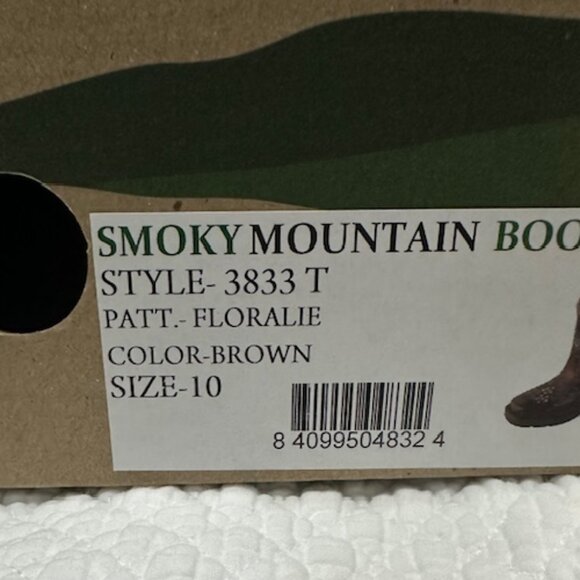 SMOKY MOUNTAIN BOO
STYLE- 3833 T
PATT.- FLORALIE
COLOR-BROWN
SIZE-10
8 4099504832 4